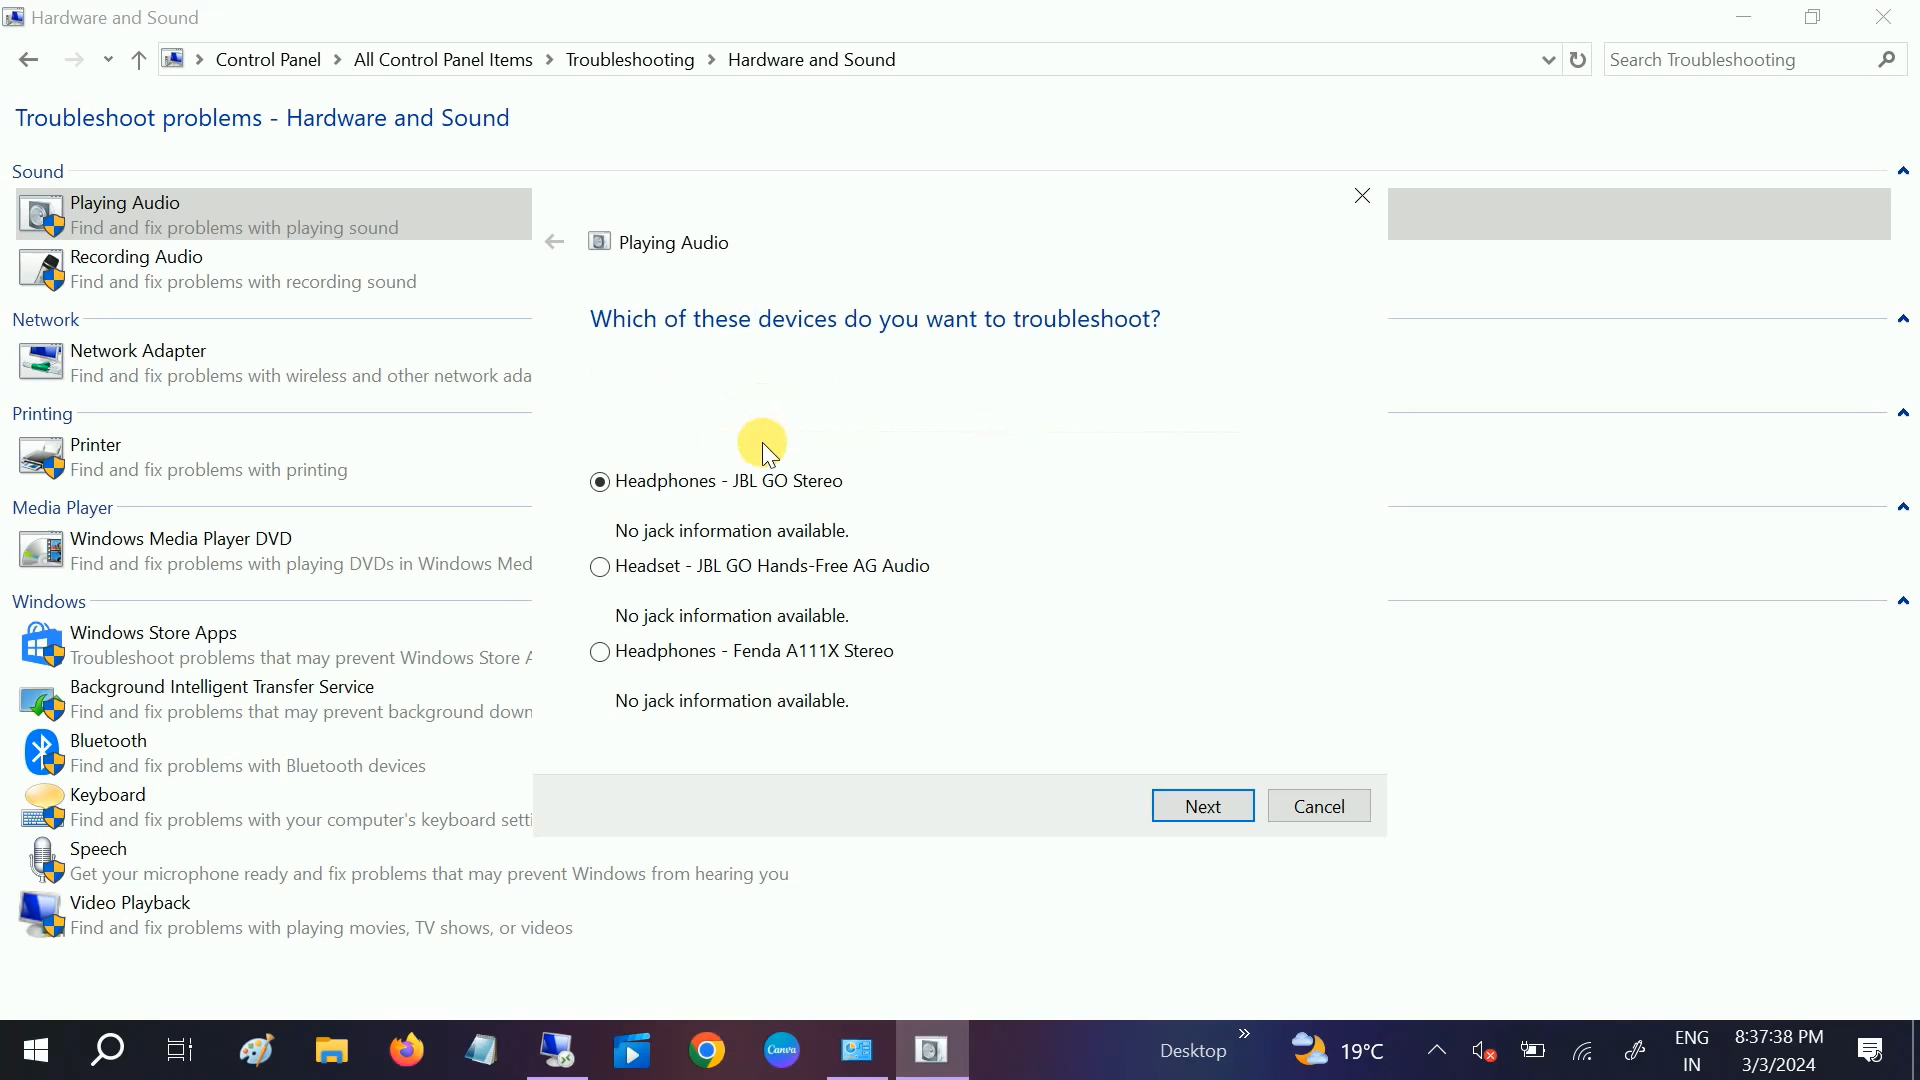 Hardware and Sound
Control Panel > All Control Panel Items > Troubleshooting > Hardware and Sound
Search Troubleshooting
Troubleshoot problems - Hardware and Sound
Sound
Playing Audio
Find and fix problems with playing sound
Recording Audio
Find and fix problems with recording sound
Network
Network Adapter
Find and fix problems with wireless and other network ada
Printing
Printer
Find and fix problems with printing
Media Player
Windows Media Player DVD
Find and fix problems with playing DVDs in Windows Med
Windows
Windows Store Apps
Troubleshoot problems that may prevent Windows Store A
Background Intelligent Transfer Service
Find and fix problems that may prevent background down
Bluetooth
Find and fix problems with Bluetooth devices
Keyboard
Find and fix problems with your computer's keyboard setti
Speech
Get your microphone ready and fix problems that may prevent Windows from hearing you
Video Playback
Find and fix problems with playing movies, TV shows, or videos
Playing Audio
Which of these devices do you want to troubleshoot?
Headphones - JBL GO Stereo
No jack information available.
Headset - JBL GO Hands-Free AG Audio
No jack information available.
Headphones - Fenda A111X Stereo
No jack information available.
Next
Cancel
Canva
Desktop
19°C
ENG
IN
8:37:38 PM
3/3/2024